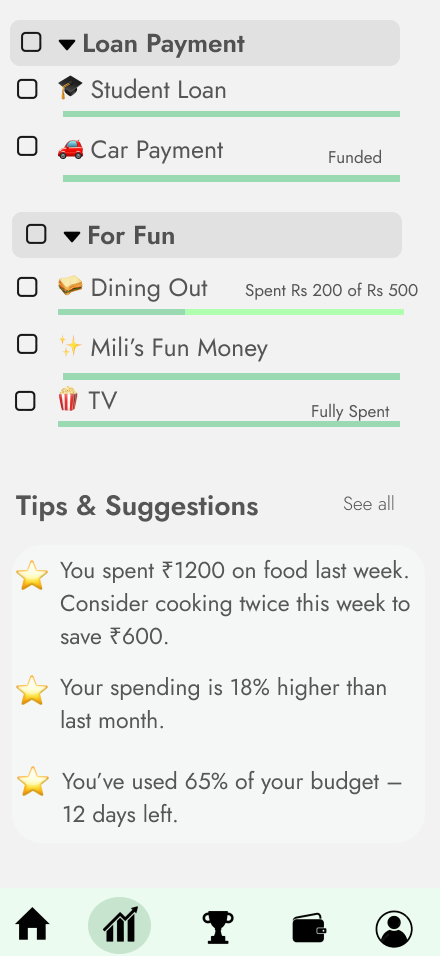 Loan Payment
Student Loan
Car Payment
Funded
For Fun
Dining Out
Spent Rs 200 of Rs 500
Mili’s Fun Money
TV
Fully Spent
Tips & Suggestions
See all
You spent ₹1200 on food last week.
Consider cooking twice this week to
save ₹600.
Your spending is 18% higher than
last month.
You’ve used 65% of your budget –
12 days left.